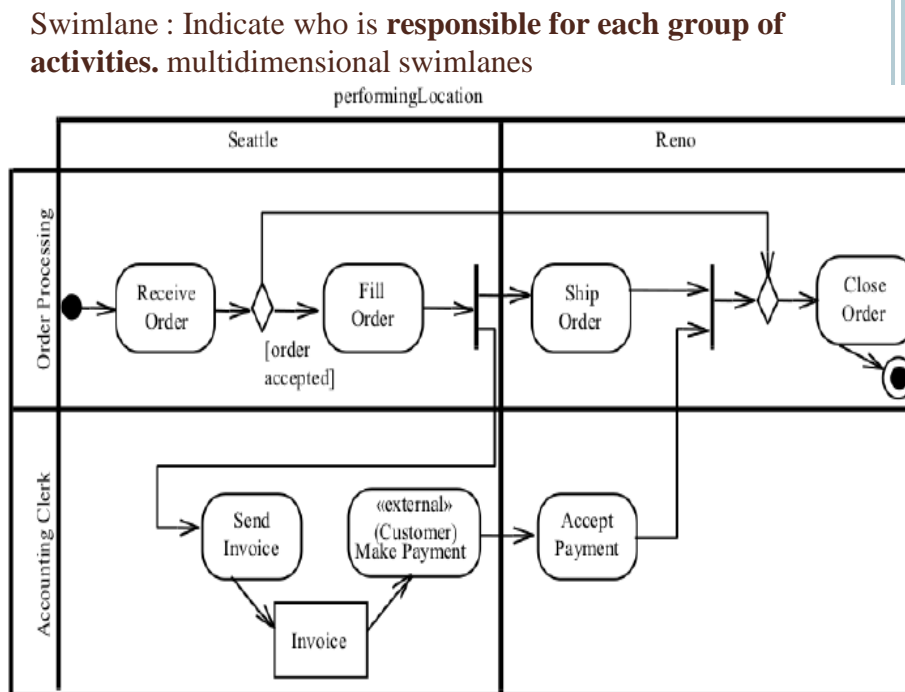 Swimlane : Indicate who is responsible for each group of
activities. multidimensional swimlanes
performingLocation
Seattle
Reno
Order Processing
Receive
Order
[order
accepted]
Fill
Order
Ship
Order
Close
Order
Accounting Clerk
Send
Invoice
Invoice
«external»
(Customer)
Make Payment
Accept
Payment